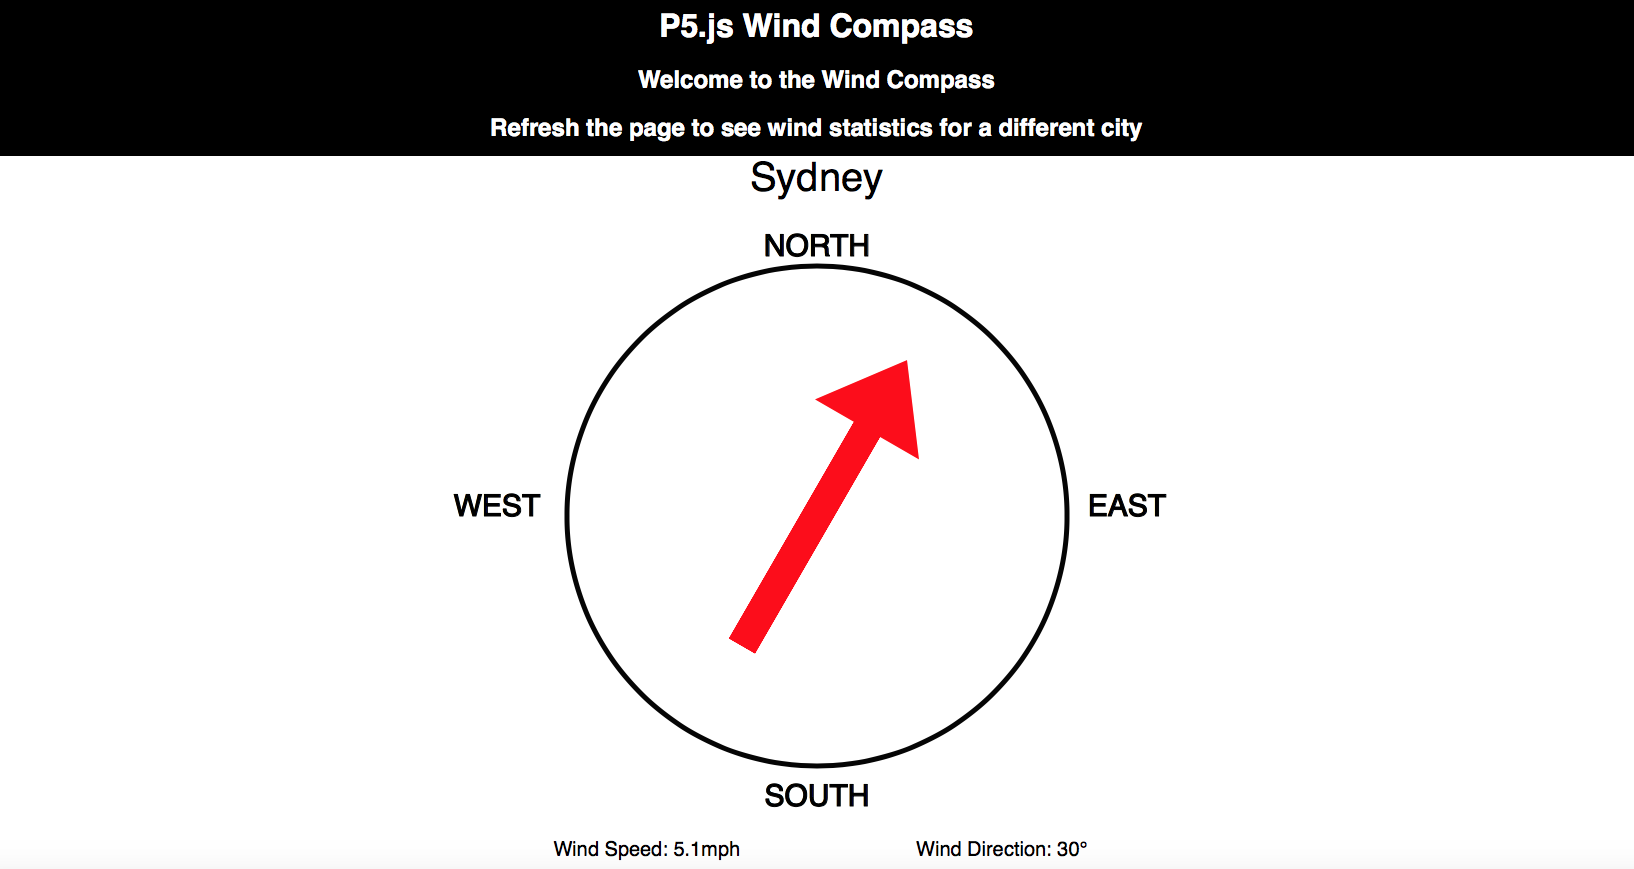 P5.js Wind Compass
Welcome to the Wind Compass
Refresh the page to see wind statistics for a different city
Sydney
NORTH
WEST
EAST
SOUTH
Wind Speed: 5.1mph
Wind Direction: 30°